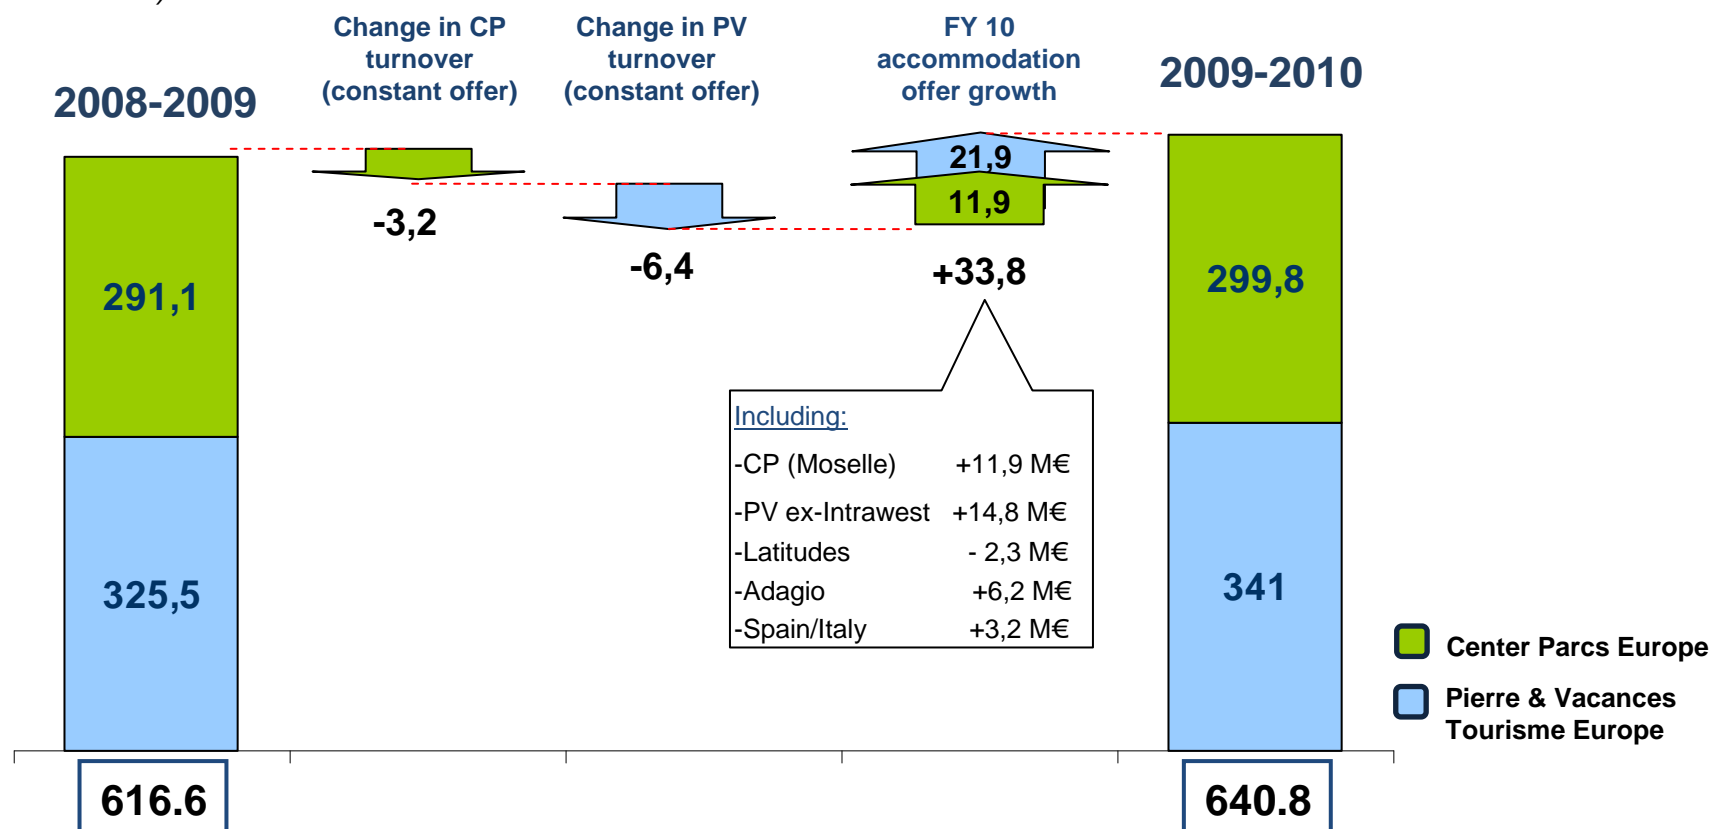 Change in CP
turnover
(constant offer)
Change in PV
turnover
(constant offer)
FY 10
accommodation
offer growth
2008-2009
2009-2010
21,9
11,9
-3,2
-6,4
+33,8
291,1
299,8
325,5
341
Including:
-CP (Moselle) +11,9 M€
-PV ex-Intrawest +14,8 M€
-Latitudes - 2,3 M€
-Adagio +6,2 M€
-Spain/Italy +3,2 M€
Center Parcs Europe
Pierre & Vacances
Tourisme Europe
616.6
640.8